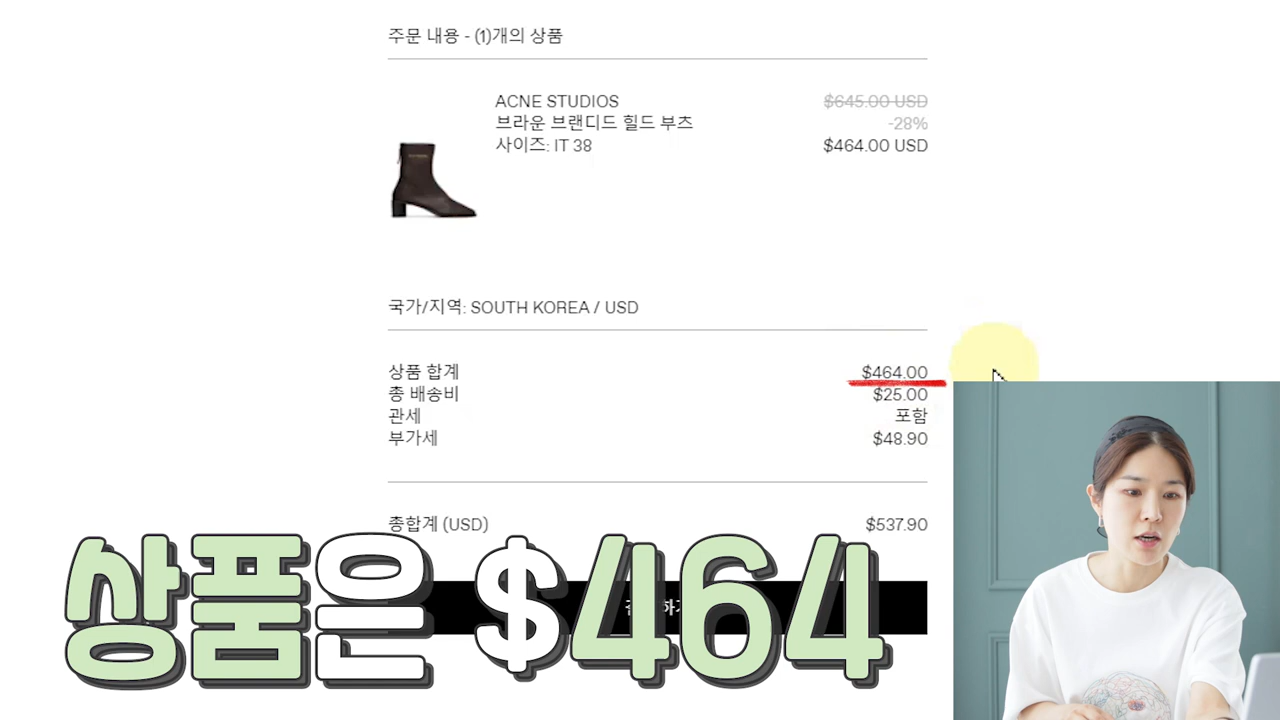 주문 내용 - (1)개의 상품
ACNE STUDIOS
$645.00 USD
브라운 브랜디드 힐드 부츠
-28%
사이즈: IT 38
$464.00 USD
국가/지역: SOUTH KOREA / USD
상품 합계
$464.00
총 배송비
$25.00
관세
포함
부가세
$48.90
총합계 (USD)
$537.90
상품은 $464